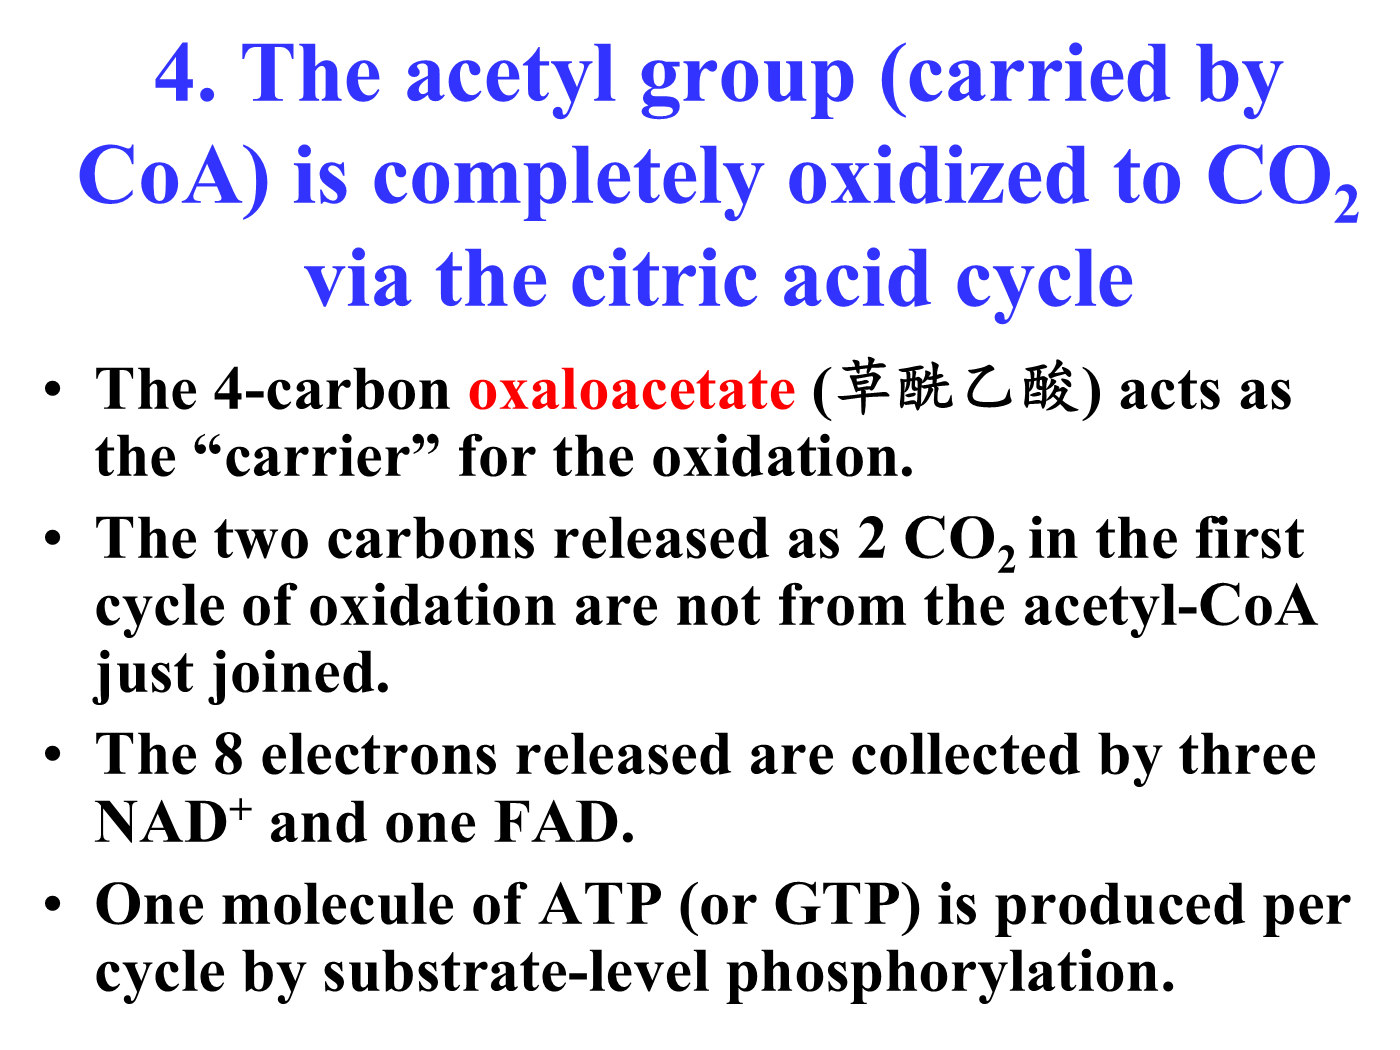 4. The acetyl group (carried by
CoA) is completely oxidized to CO₂
via the citric acid cycle
• The 4-carbon oxaloacetate (草酰乙酸) acts as
the “carrier” for the oxidation.
• The two carbons released as 2 CO₂ in the first
cycle of oxidation are not from the acetyl-CoA
just joined.
• The 8 electrons released are collected by three
NAD⁺ and one FAD.
• One molecule of ATP (or GTP) is produced per
cycle by substrate-level phosphorylation.